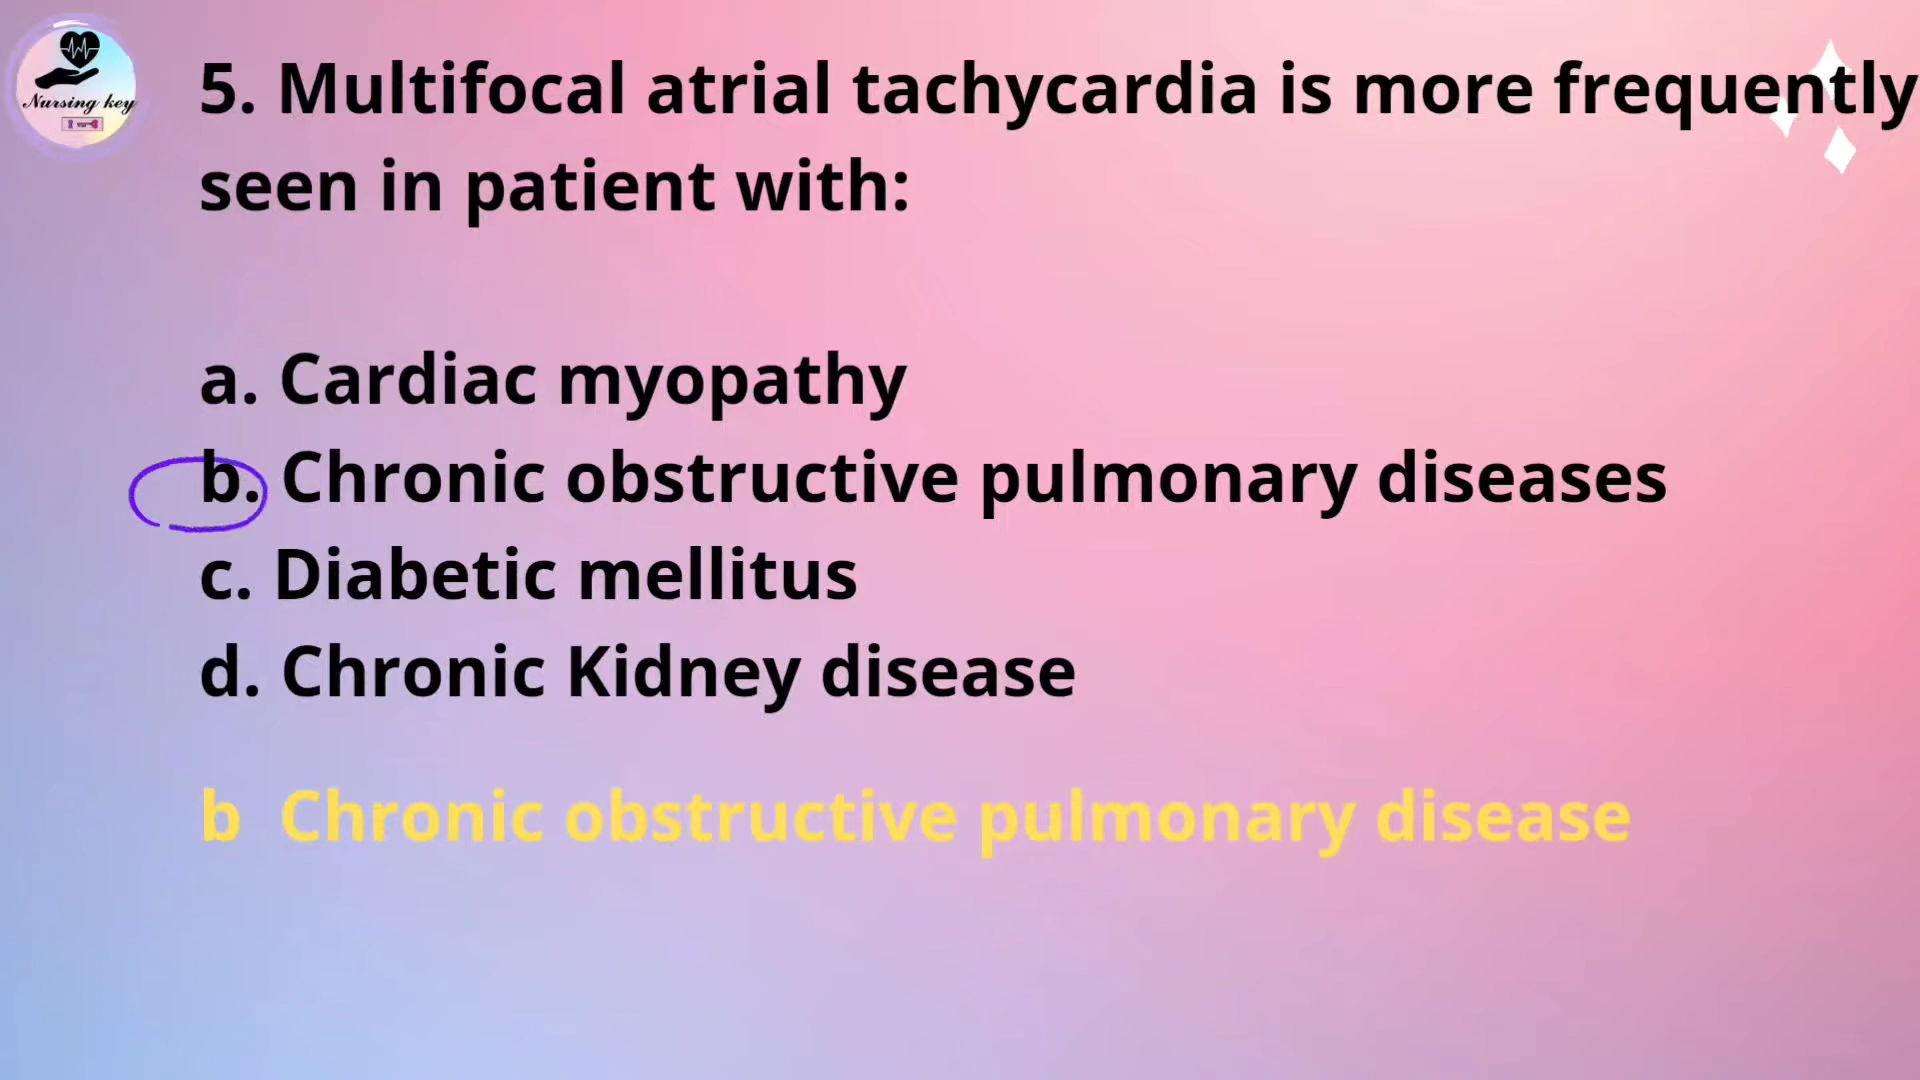 Nursing key
5. Multifocal atrial tachycardia is more frequently
seen in patient with:
a. Cardiac myopathy
b. Chronic obstructive pulmonary diseases
c. Diabetic mellitus
d. Chronic Kidney disease
b Chronic obstructive pulmonary disease